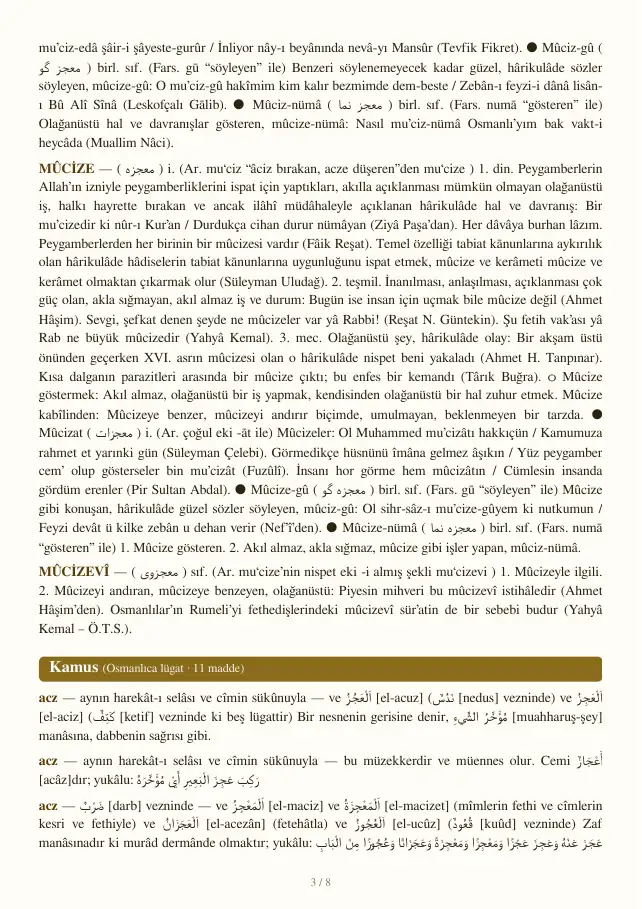 mu'ciz-edâ şâir-i şâyeste-gurûr / İnliyor nây-ı beyânında nevâ-yı Mansûr (Tevfik Fikret). ● Mûciz-gû (
معجز گو ) birl. sıf. (Fars. gū “söyleyen” ile) Benzeri söylenemeyecek kadar güzel, hârikulâde sözler
söyleyen, mûcize-gû: O mu'ciz-gû hakîmim kim kalır bezmimde dem-beste / Zebân-ı feyzi-i dânâ lisân-
ı Bû Alî Sînâ (Leskofçalı Gālib). ● Mûciz-nümâ ( معجز نما ) birl. sıf. (Fars. numā “gösteren” ile)
Olağanüstü hal ve davranışlar gösteren, mûcize-nümâ: Nasıl mu'ciz-nümâ Osmanlı'yım bak vakt-i
heycâda (Muallim Nâci).
MÛCİZE — ( معجزه ) i. (Ar. mu‘ciz “âciz bırakan, acze düşeren”den mu‘cize ) 1. din. Peygamberlerin
Allah'ın izniyle peygamberliklerini ispat için yaptıkları, akılla açıklanması mümkün olmayan olağanüstü
iş, halkı hayrette bırakan ve ancak ilâhî müdâhaleyle açıklanan hârikulâde hal ve davranış: Bir
mu'cizedir ki nûr-ı Kur'an / Durdukça cihan durur nümâyan (Ziyâ Paşa'dan). Her dâvâya burhan lâzım.
Peygamberlerden her birinin bir mûcizesi vardır (Fâik Reşat). Temel özelliği tabiat kānunlarına aykırılık
olan hârikulâde hâdiselerin tabiat kānunlarına uygunluğunu ispat etmek, mûcize ve kerâmeti mûcize ve
kerâmet olmaktan çıkarmak olur (Süleyman Uludağ). 2. teşmil. İnanılması, anlaşılması, açıklanması çok
güç olan, akla sığmayan, akıl almaz iş ve durum: Bugün ise insan için uçmak bile mûcize değil (Ahmet
Hâşim). Sevgi, şefkat denen şeyde ne mûcizeler var yâ Rabbi! (Reşat N. Güntekin). Şu fetih vak'ası yâ
Rab ne büyük mûcizedir (Yahyâ Kemal). 3. mec. Olağanüstü şey, hârikulâde olay: Bir akşam üstü
önünden geçerken XVI. asrın mûcizesi olan o hârikulâde nispet beni yakaladı (Ahmet H. Tanpınar).
Kısa dalganın parazitleri arasında bir mûcize çıktı; bu enfes bir kemandı (Târık Buğra). ○ Mûcize
göstermek: Akıl almaz, olağanüstü bir iş yapmak, kendisinden olağanüstü bir hal zuhur etmek. Mûcize
kabîlinden: Mûcizeye benzer, mûcizeyi andırır biçimde, umulmayan, beklenmeyen bir tarzda. ●
Mûcizat ( معجزات ) i. (Ar. çoğul eki -āt ile) Mûcizeler: Ol Muhammed mu'cizâtı hakkıçün / Kamumuza
rahmet et yarınki gün (Süleyman Çelebi). Görmedikçe hüsnünü îmâna gelmez âşıkın / Yüz peygamber
cem' olup gösterseler bin mu'cizât (Fuzûlî). İnsanı hor görme hem mûcizâtın / Cümlesin insanda
gördüm erenler (Pir Sultan Abdal). ● Mûcize-gû ( معجزه گو ) birl. sıf. (Fars. gū “söyleyen” ile) Mûcize
gibi konuşan, hârikulâde güzel sözler söyleyen, mûciz-gû: Ol sihr-sâz-ı mu'cize-gûyem ki nutkumun /
Feyzi devât ü kilke zebân u dehan verir (Nef'î'den). ● Mûcize-nümâ ( معجزه نما ) birl. sıf. (Fars. numā
“gösteren” ile) 1. Mûcize gösteren. 2. Akıl almaz, akla sığmaz, mûcize gibi işler yapan, mûciz-nümâ.
MÛCİZEVÎ — ( معجزوی ) sıf. (Ar. mu‘cize'nin nispet eki -i almış şekli mu‘cizevi ) 1. Mûcizeyle ilgili.
2. Mûcizeyi andıran, mûcizeye benzeyen, olağanüstü: Piyesin mihveri bu mûcizevî istihâledir (Ahmet
Hâşim'den). Osmanlılar'ın Rumeli'yi fethedişlerindeki mûcizevî sür'atin de bir sebebi budur (Yahyâ
Kemal – Ö.T.S.).
Kamus (Osmanlıca lügat · 11 madde)
acz — aynın harekât-ı selâsı ve cîmin sükûnuyla — ve اَلْعَجُزُ [el-acuz] (نَدُسٌ [nedus] vezninde) ve اَلْعَجِزُ
[el-aciz] (كَتِفٌ [ketif] vezninde ki beş lügattir) Bir nesnenin gerisine denir, مُؤَخَّرُ الشَّيْءِ [muahharuş-şey]
manâsına, dabbenin sağrısı gibi.
acz — aynın harekât-ı selâsı ve cîmin sükûnuyla — bu müzekkerdir ve müennes olur. Cemi أَعْجَازٌ
[acâz]dır; yukâlu: رَكِبَ عَجِزَ الْبَعِيرِ أَيْ مُؤَخَّرَهُ
acz — ضَرْبٌ [darb] vezninde — ve اَلْمَعْجِزُ [el-maciz] ve اَلْمَعْجِزَةُ [el-macizet] (mîmlerin fethi ve cîmlerin
kesri ve fethiyle) ve اَلْعَجَزَانُ [el-acezân] (fetehâtla) ve اَلْعُجُوزُ [el-ucûz] (قُعُودٌ [kuûd] vezninde) Zaf
manâsınadır ki murâd dermânde olmaktır; yukâlu: عَجَزَ عَنْهُ وَعَجِزَ عَجْزًا وَمَعْجِزًا وَمَعْجِزَةً وَعَجَزَانًا وَعُجُوزًا مِنَ الْبَابِ
3 / 8